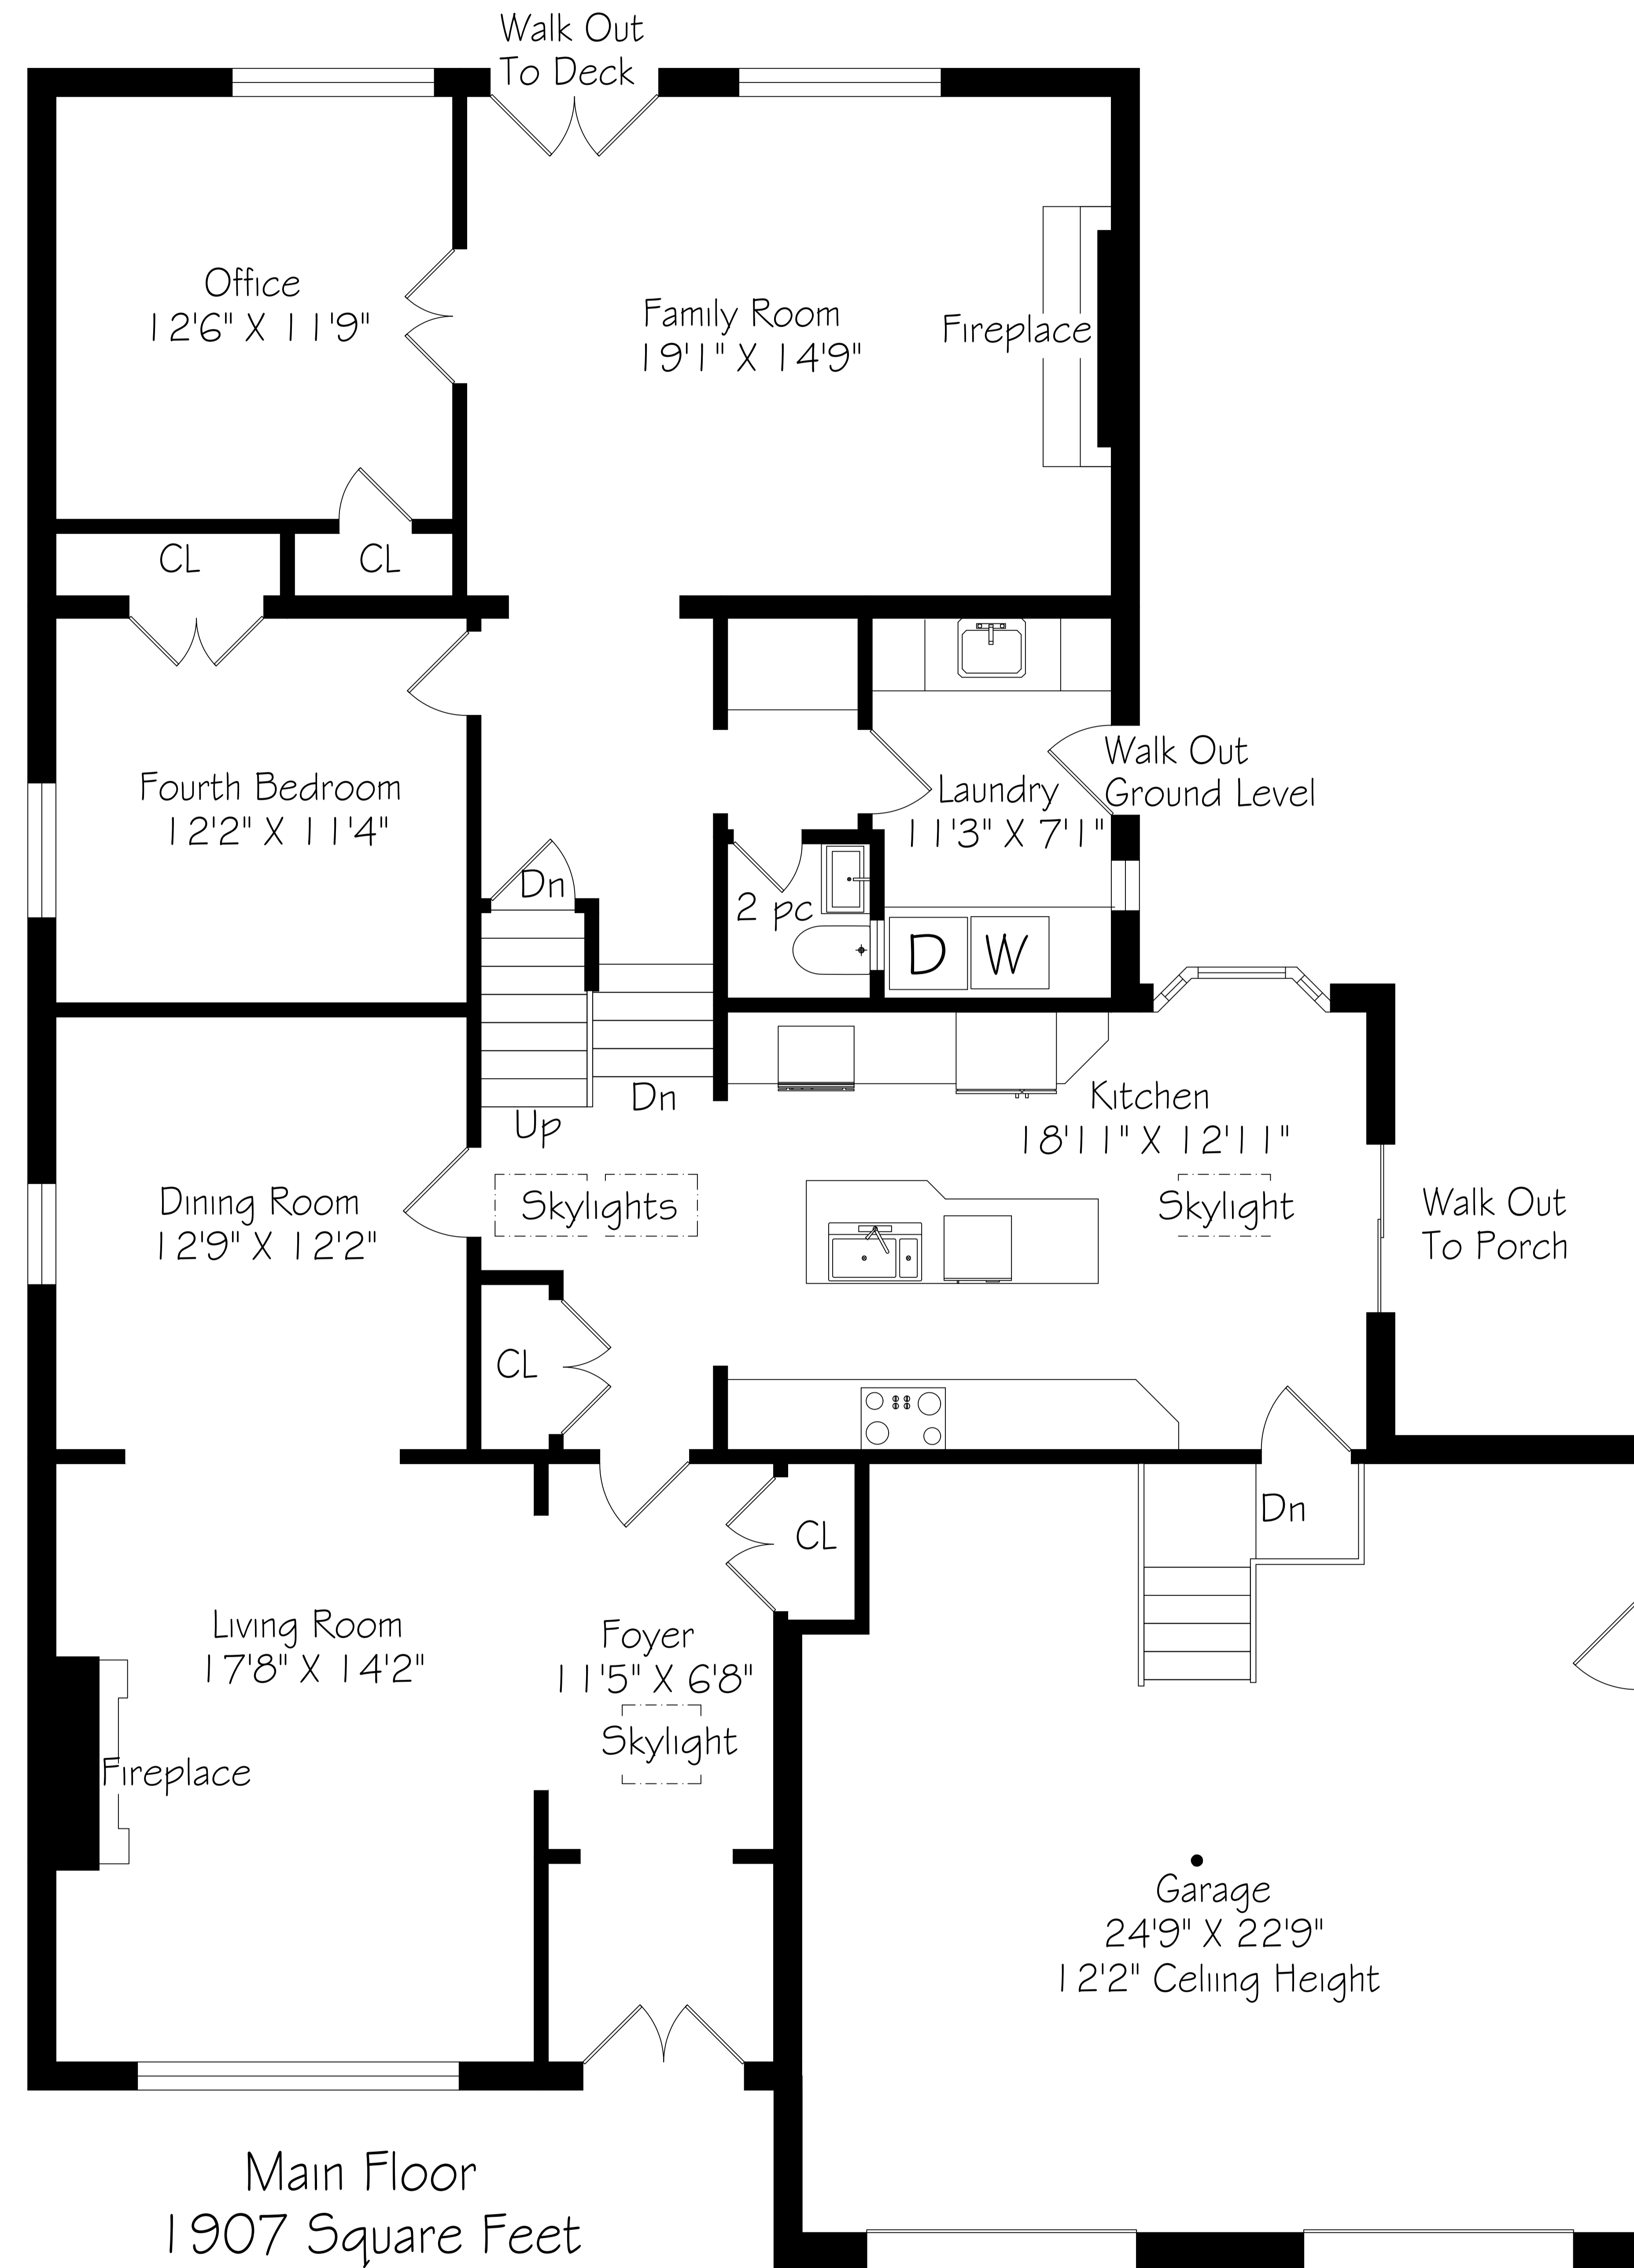 Walk Out
To Deck
Office
12'6" X 11'9"
Family Room
19'1" X 14'9"
Fireplace
CL
CL
Fourth Bedroom
12'2" X 11'4"
Walk Out
Ground Level
Laundry
11'3" X 7'1"
Dn
2 pc
D
W
Dn
Up
Kitchen
18'11" X 12'11"
Skylights
Skylight
Dining Room
12'9" X 12'2"
Walk Out
To Porch
CL
Dn
CL
Living Room
17'8" X 14'2"
Foyer
11'5" X 6'8"
Skylight
Fireplace
Garage
24'9" X 22'9"
12'2" Celing Height
Main Floor
1907 Square Feet